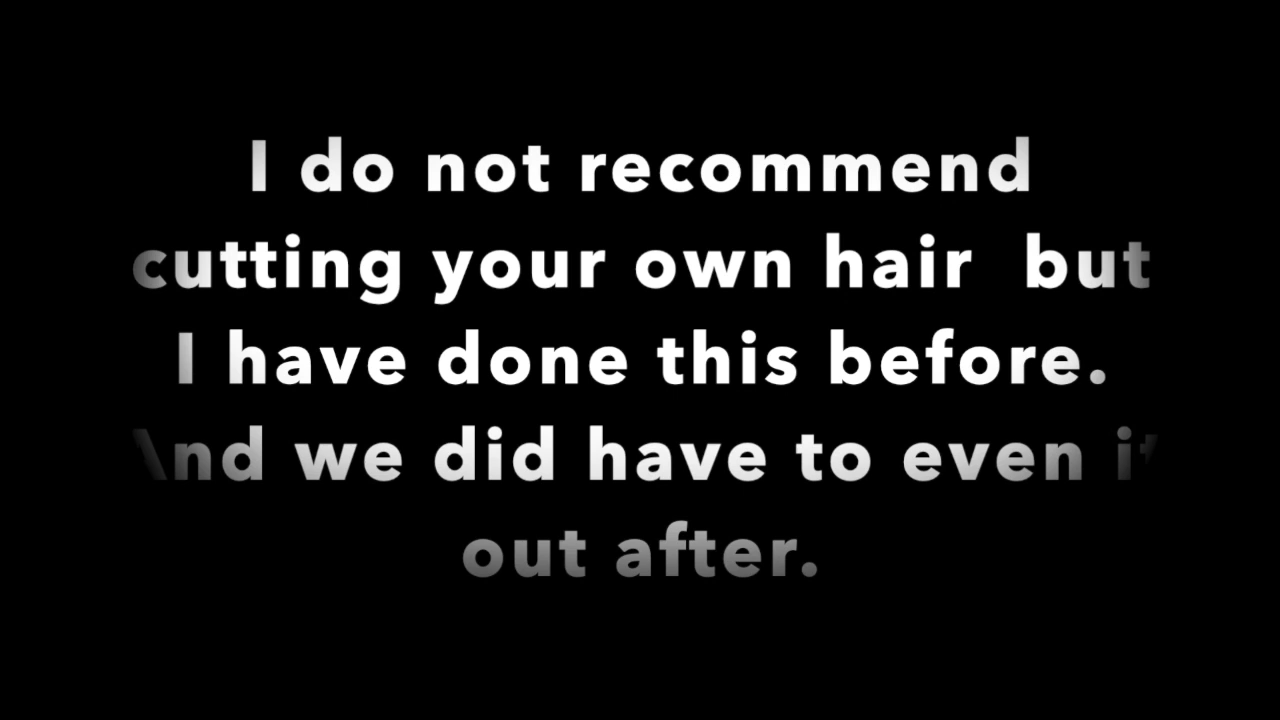 I do not recommend
cutting your own hair  but
I have done this before.
And we did have to even it
out after.